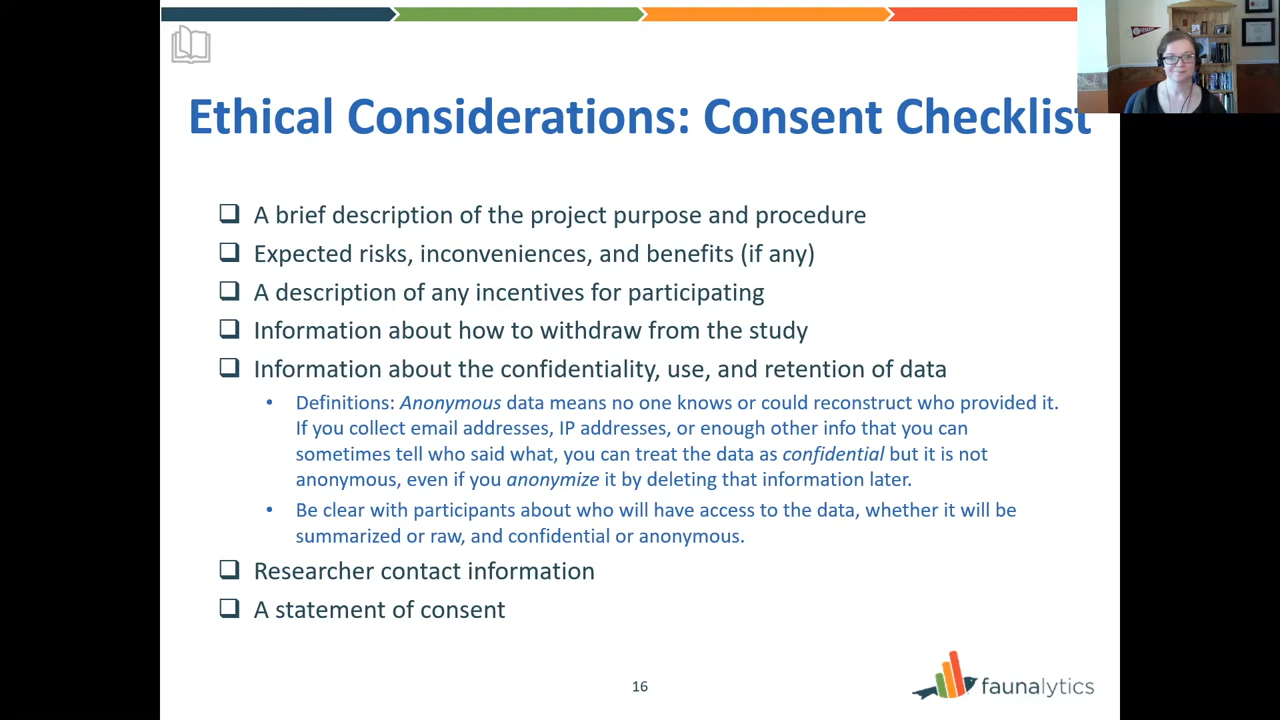 Ethical Considerations: Consent Checklist
A brief description of the project purpose and procedure
Expected risks, inconveniences, and benefits (if any)
A description of any incentives for participating
Information about how to withdraw from the study
Information about the confidentiality, use, and retention of data
Definitions: Anonymous data means no one knows or could reconstruct who provided it.
If you collect email addresses, IP addresses, or enough other info that you can
sometimes tell who said what, you can treat the data as confidential but it is not
anonymous, even if you anonymize it by deleting that information later.
Be clear with participants about who will have access to the data, whether it will be
summarized or raw, and confidential or anonymous.
Researcher contact information
A statement of consent
16
faunalytics